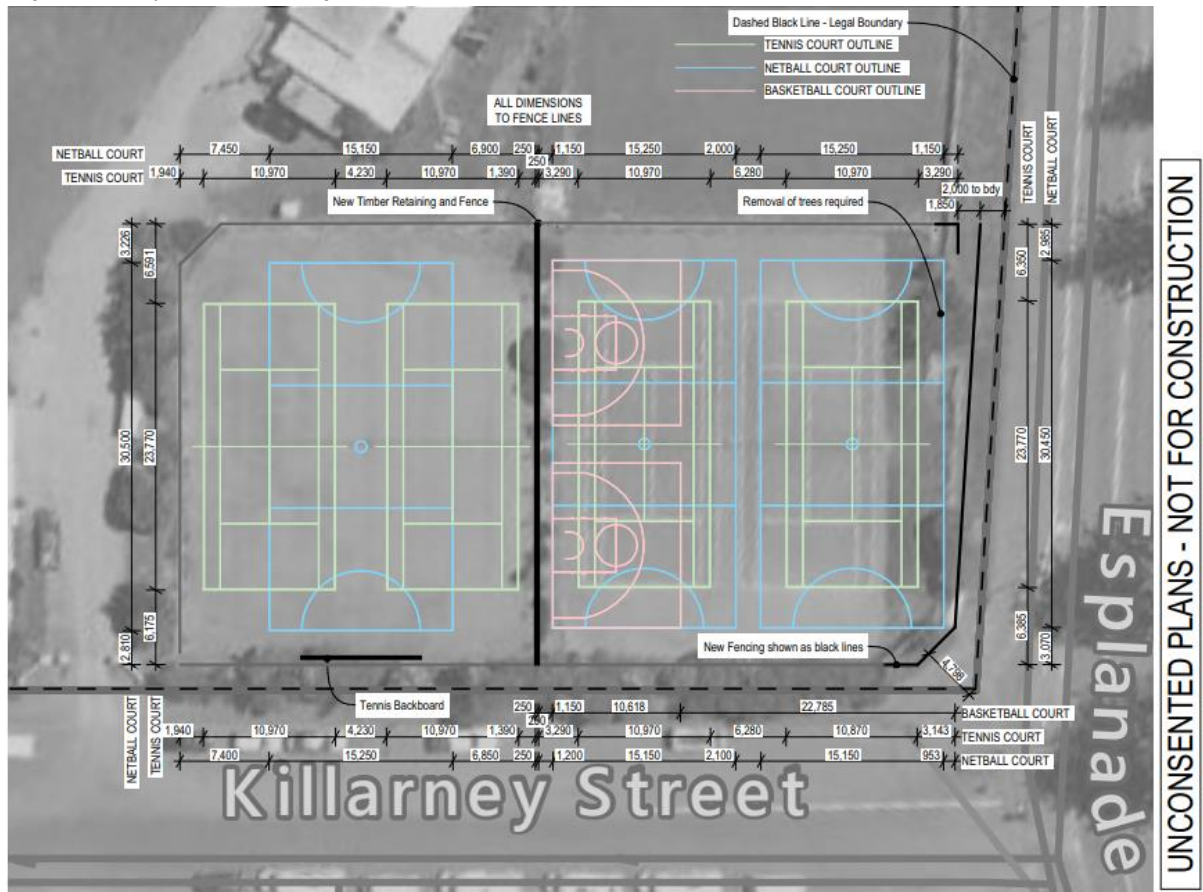 Dashed Black Line - Legal Boundary
TENNIS COURT OUTLINE
NETBALL COURT OUTLINE
BASKETBALL COURT OUTLINE
ALL DIMENSIONS
TO FENCE LINES
NETBALL COURT 7,450 15,150 6,900 250 1,150 15,250 2,000 15,250 1,150
250
TENNIS COURT 1,940 10,970 4,230 10,970 1,390 3,290 10,970 6,280 10,970 3,290
TENNIS COURT
NETBALL COURT
New Timber Retaining and Fence
Removal of trees required
2,000 to bdy
1,850
3,226
6,591
6,350
2,985
30,500
23,770
23,770
30,450
2,810
6,175
6,385
3,070
New Fencing shown as black lines
4,798
Tennis Backboard
NETBALL COURT
TENNIS COURT
250 1,150 10,618 22,785 BASKETBALL COURT
1,940 10,970 4,230 10,970 1,390 3,290 10,970 6,280 10,870 3,143 TENNIS COURT
7,400 15,250 6,850 250 1,200 15,150 2,100 15,150 953 NETBALL COURT
Killarney Street
Esplanade
UNCONSENTED PLANS - NOT FOR CONSTRUCTION